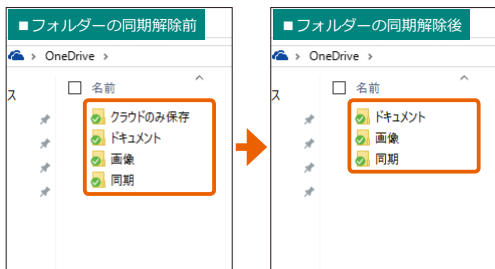 ■フォルダーの同期解除前
> OneDrive >
名前
ス
クラウドのみ保存
ドキュメント
画像
同期
■フォルダーの同期解除後
> OneDrive >
名前
ス
ドキュメント
画像
同期